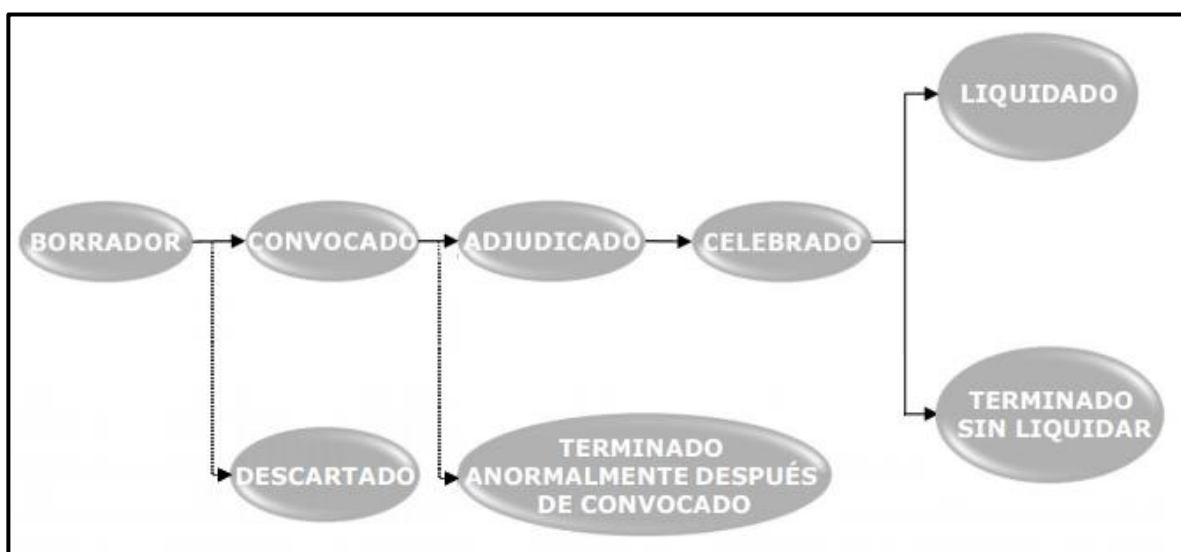 LIQUIDADO
BORRADOR
CONVOCADO
ADJUDICADO
CELEBRADO
TERMINADO
SIN LIQUIDAR
DESCARTADO
TERMINADO
ANORMALMENTE DESPUÉS
DE CONVOCADO